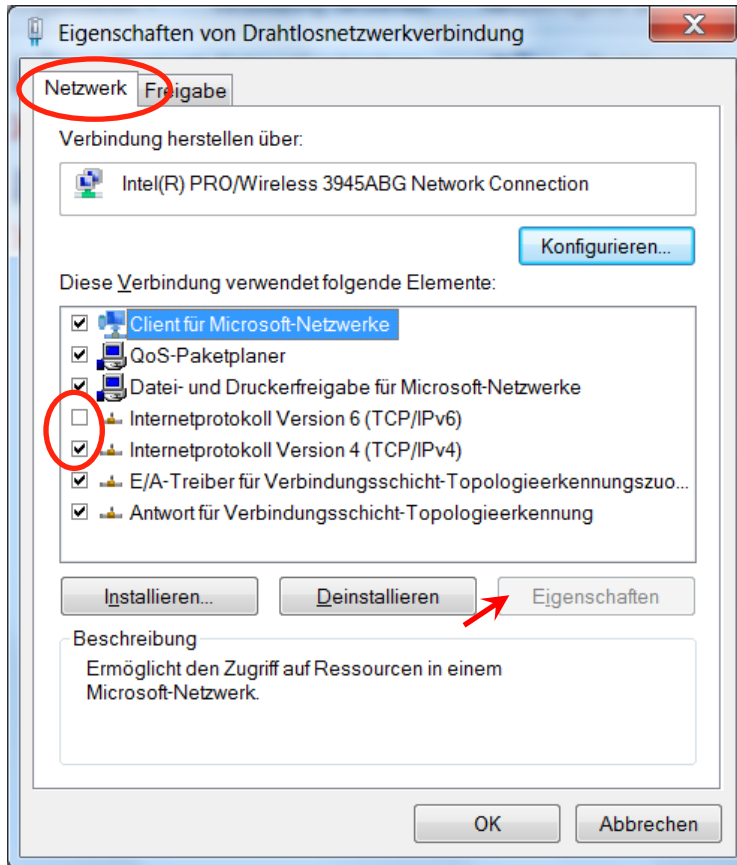 Eigenschaften von Drahtlosnetzwerkverbindung
Netzwerk Freigabe
Verbindung herstellen über:
Intel(R) PRO/Wireless 3945ABG Network Connection
Konfigurieren...
Diese Verbindung verwendet folgende Elemente:
Client für Microsoft-Netzwerke
QoS-Paketplaner
Datei- und Druckerfreigabe für Microsoft-Netzwerke
Internetprotokoll Version 6 (TCP/IPv6)
Internetprotokoll Version 4 (TCP/IPv4)
E/A-Treiber für Verbindungsschicht-Topologieerkennungszuo...
Antwort für Verbindungsschicht-Topologieerkennung
Installieren... Deinstallieren Eigenschaften
Beschreibung
Ermöglicht den Zugriff auf Ressourcen in einem
Microsoft-Netzwerk.
OK Abbrechen